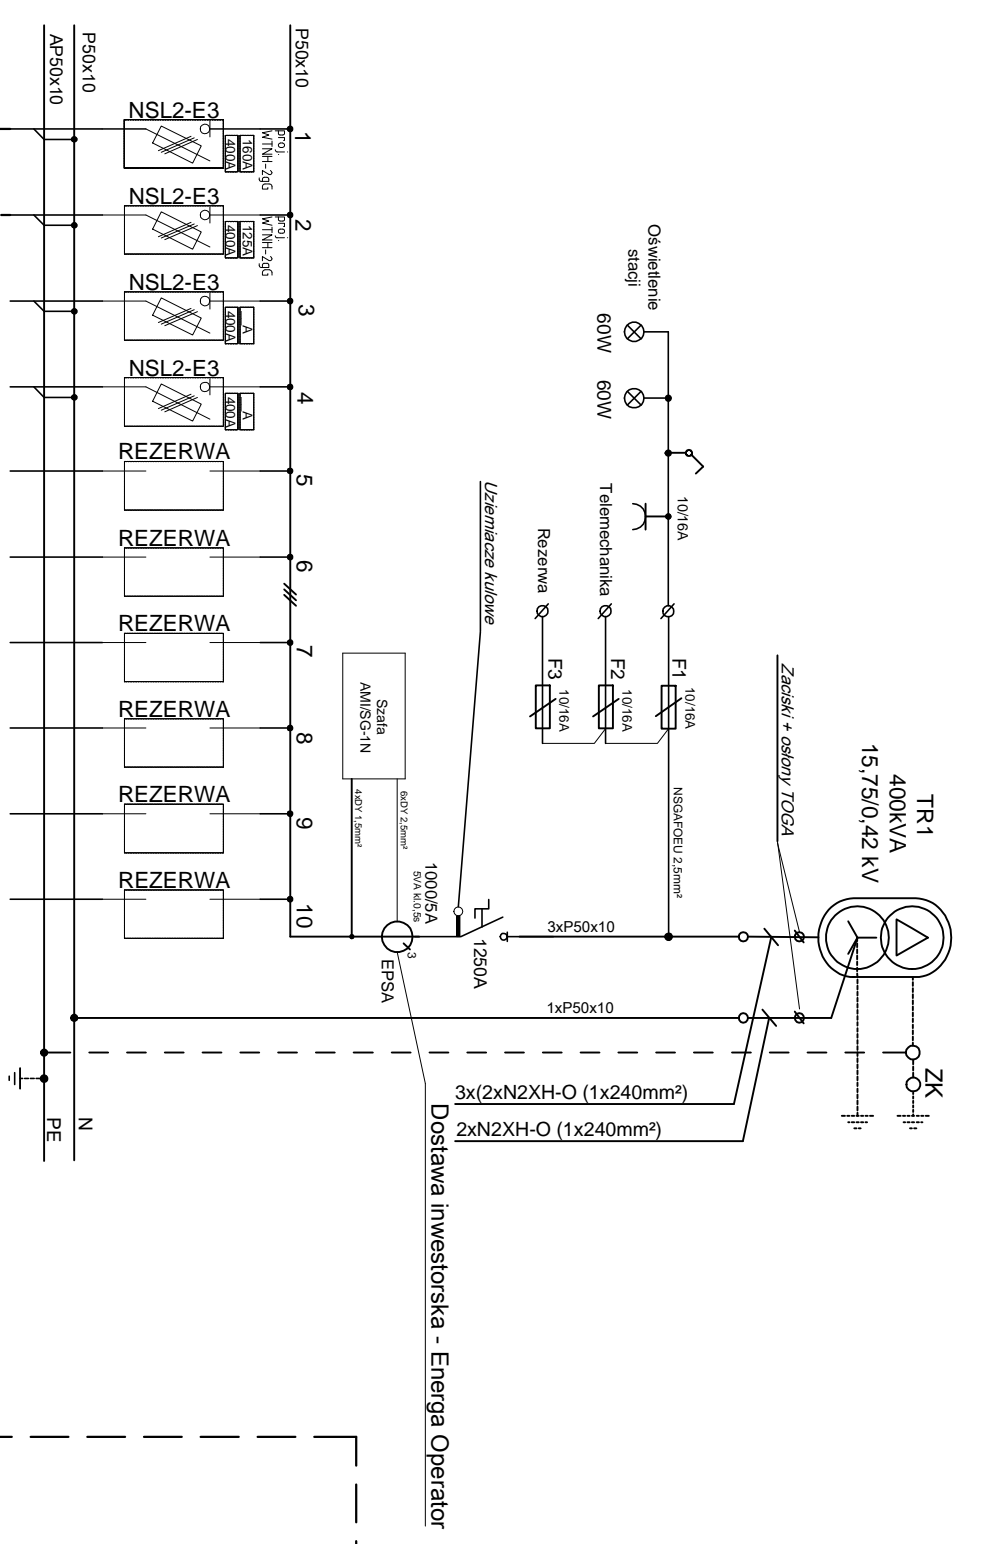 TR1
400kVA
15,75/0,42 kV
ZK
Zaciski + osłony TOGA
Oświetlenie
stacji
60W
60W
10/16A
Telemechanika
Rezerwa
F1
10/16A
F2
10/16A
F3
10/16A
NSGAFOEU 2,5mm²
Uziemiacze kulowe
3xP50x10
1xP50x10
1250A
1000/5A
5VA kl.0,5s
3
EPSA
Szafa
AMI/SG-1N
6xDY 2,5mm²
4xDY 1,5mm²
3x(2xN2XH-O (1x240mm²)
2xN2XH-O (1x240mm²)
Dostawa inwestorska - Energa Operator
P50x10
P50x10
AP50x10
N
PE
1
proj.
WTNH-2gG
160A
400A
NSL2-E3
2
proj.
WTNH-2gG
125A
400A
NSL2-E3
3
A
400A
NSL2-E3
4
A
400A
NSL2-E3
5
REZERWA
6
REZERWA
7
REZERWA
8
REZERWA
9
REZERWA
10
REZERWA